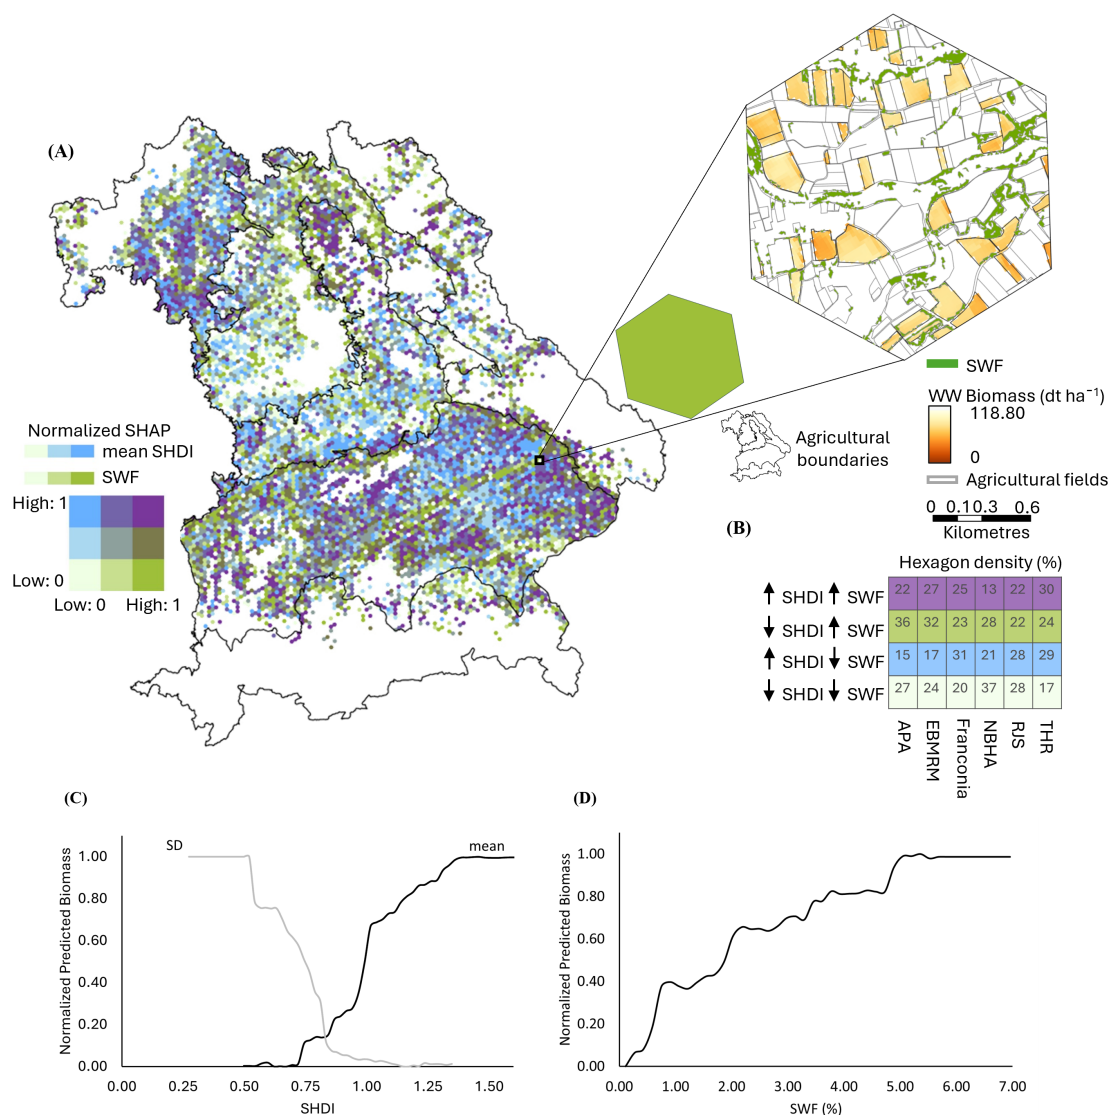 (A)
SWF
WW Biomass (dt ha⁻¹)
118.80
0
Agricultural fields
0 0.10.3 0.6
Kilometres
Agricultural
boundaries
Normalized SHAP
mean SHDI
SWF
High: 1
Low: 0
Low: 0 High: 1
(B)
Hexagon density (%)
↑ SHDI ↑ SWF 22 27 25 13 22 30
↓ SHDI ↑ SWF 36 32 23 28 22 24
↑ SHDI ↓ SWF 15 17 31 21 28 29
↓ SHDI ↓ SWF 27 24 20 37 28 17
APA
EBMRM
Franconia
NBHA
RJS
THR
(C)
SD
mean
Normalized Predicted Biomass
1.00
0.80
0.60
0.40
0.20
0.00
0.00 0.25 0.50 0.75 1.00 1.25 1.50
SHDI
(D)
Normalized Predicted Biomass
1.00
0.80
0.60
0.40
0.20
0.00
0.00 1.00 2.00 3.00 4.00 5.00 6.00 7.00
SWF (%)